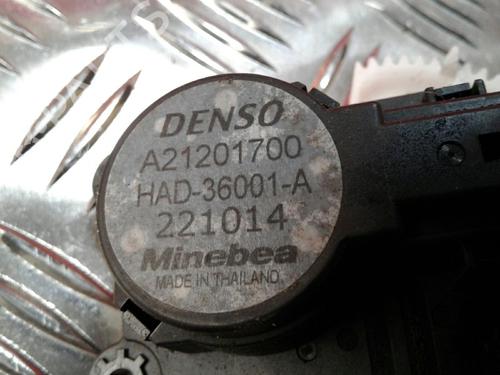 DENSO
A21201700
HAD-36001-A
221014
Minebea
MADE IN THAILAND